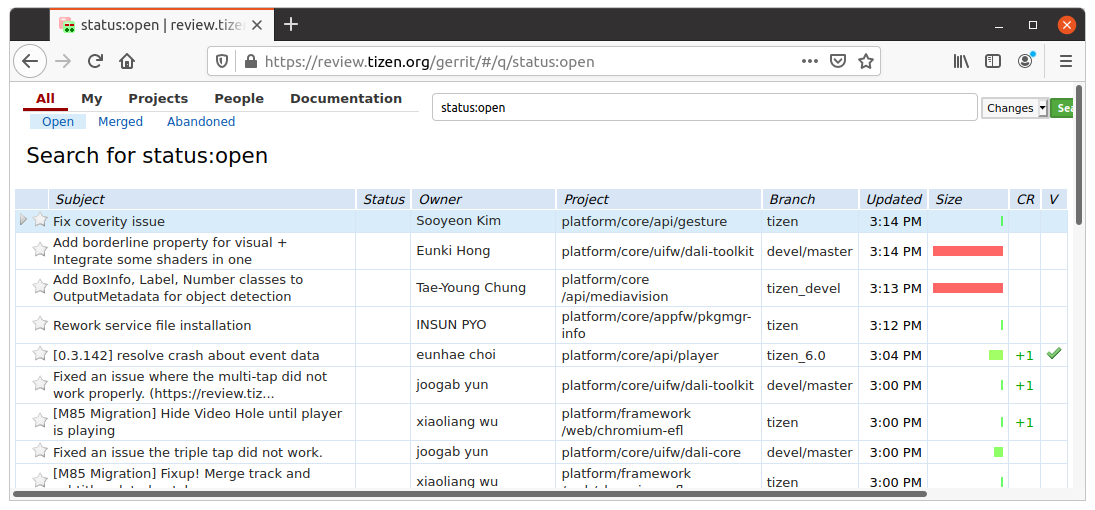 status:open | review.tize
https://review.tizen.org/gerrit/#/q/status:open
All My Projects People Documentation
status:open
Changes
Sea
Open Merged Abandoned
Search for status:open
Subject Status Owner Project Branch Updated Size CR V
Fix coverity issue Sooyeon Kim platform/core/api/gesture tizen 3:14 PM
Add borderline property for visual +
Integrate some shaders in one
Eunki Hong platform/core/uifw/dali-toolkit devel/master 3:14 PM
Add BoxInfo, Label, Number classes to
OutputMetadata for object detection
Tae-Young Chung
platform/core
/api/mediavision
tizen_devel 3:13 PM
Rework service file installation INSUN PYO
platform/core/appfw/pkgmgr-
info
tizen 3:12 PM
[0.3.142] resolve crash about event data eunhae choi platform/core/api/player tizen_6.0 3:04 PM +1
Fixed an issue where the multi-tap did not
work properly. (https://review.tiz...
joogab yun platform/core/uifw/dali-toolkit devel/master 3:00 PM +1
[M85 Migration] Hide Video Hole until player
is playing
xiaoliang wu
platform/framework
/web/chromium-efl
tizen 3:00 PM +1
Fixed an issue the triple tap did not work. joogab yun platform/core/uifw/dali-core devel/master 3:00 PM
[M85 Migration] Fixup! Merge track and
xiaoliang wu
platform/framework
tizen 3:00 PM